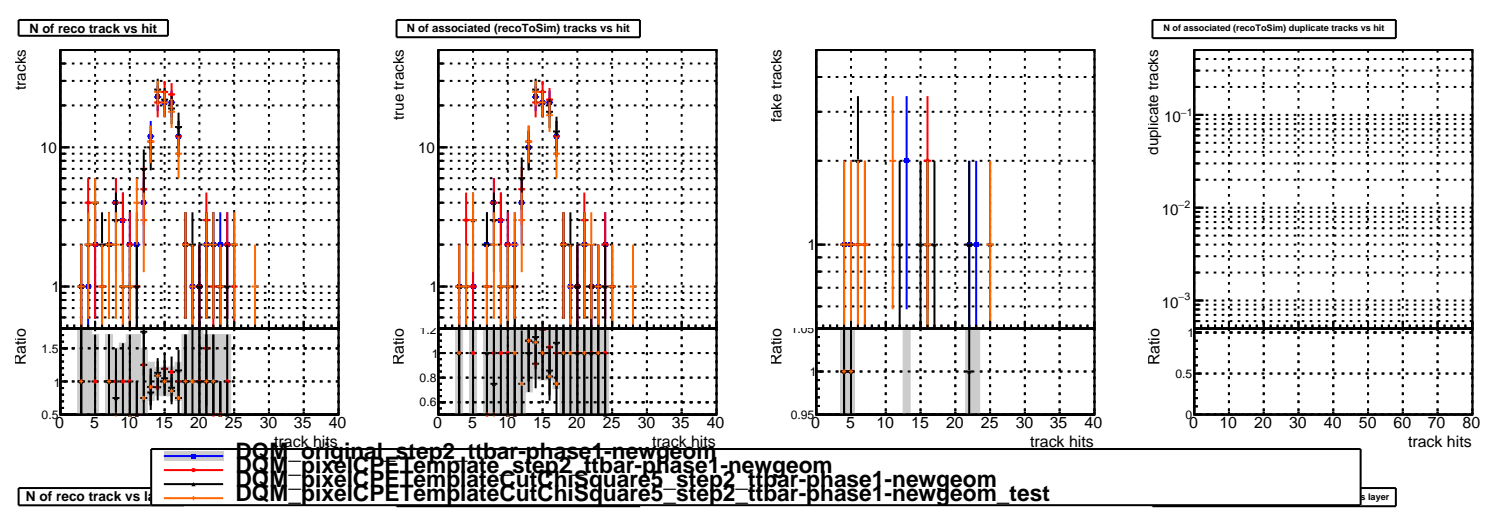 N of reco track vs hit
N of associated (recoToSim) tracks vs hit
N of associated (recoToSim) duplicate tracks vs hit
tracks
10
1
Ratio
1.5
1
0.5
0 5 10 15 20 25 30 35 40
track hits
true tracks
10
1
Ratio
1.2
1
0.8
0.6
0 5 10 15 20 25 30 35 40
track hits
fake tracks
1
Ratio
1.05
1
0.95
0 5 10 15 20 25 30 35 40
track hits
duplicate tracks
10−1
10−2
10−3
Ratio
1
0.5
0
0 10 20 30 40 50 60 70 80
track hits
DQM_original_step2_ttbar-phase1-newgeom
DQM_pixelCPETemplate_step2_ttbar-phase1-newgeom
DQM_pixelCPETemplateCutChiSquare5_step2_ttbar-phase1-newgeom
DQM_pixelCPETemplateCutChiSquare5_step2_ttbar-phase1-newgeom_test
N of reco track vs
layer